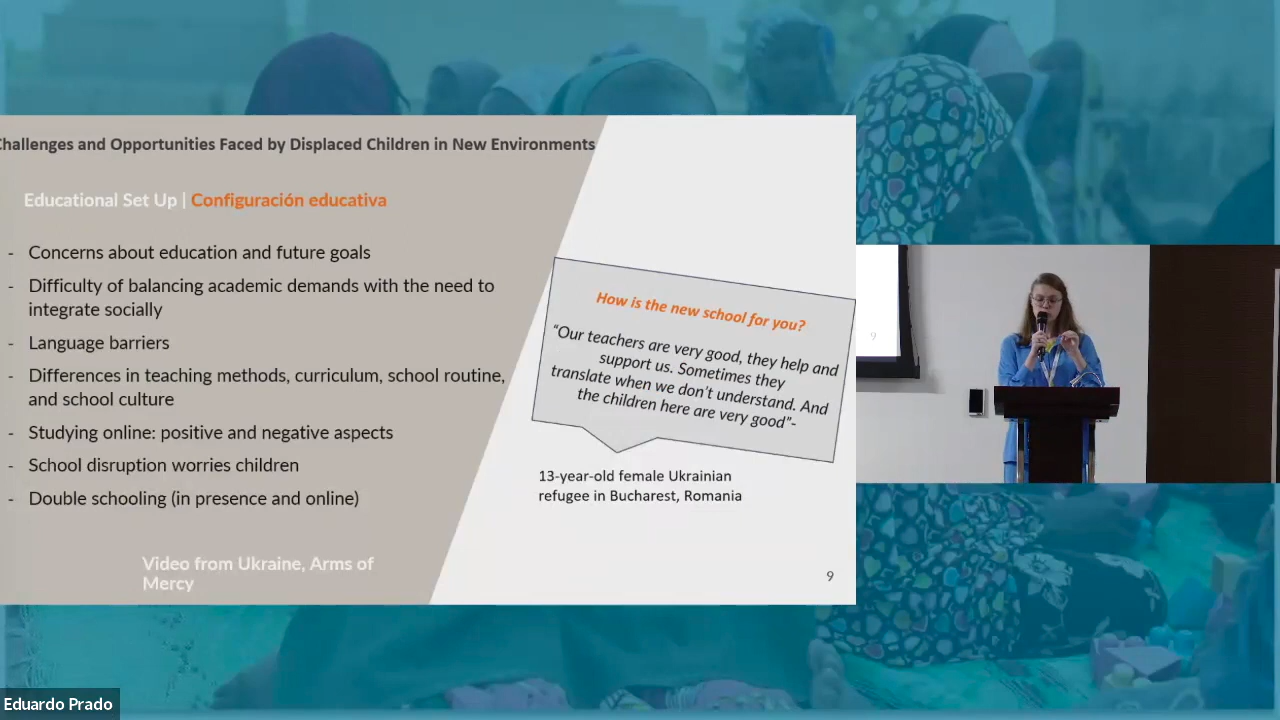 Challenges and Opportunities Faced by Displaced Children in New Environments
Educational Set Up | Configuración educativa
- Concerns about education and future goals
- Difficulty of balancing academic demands with the need to
integrate socially
- Language barriers
- Differences in teaching methods, curriculum, school routine,
and school culture
- Studying online: positive and negative aspects
- School disruption worries children
- Double schooling (in presence and online)
Video from Ukraine, Arms of
Mercy
How is the new school for you?
“Our teachers are very good, they help and
support us. Sometimes they
translate when we don’t understand. And
the children here are very good”-
13-year-old female Ukrainian
refugee in Bucharest, Romania
9
9
Eduardo Prado